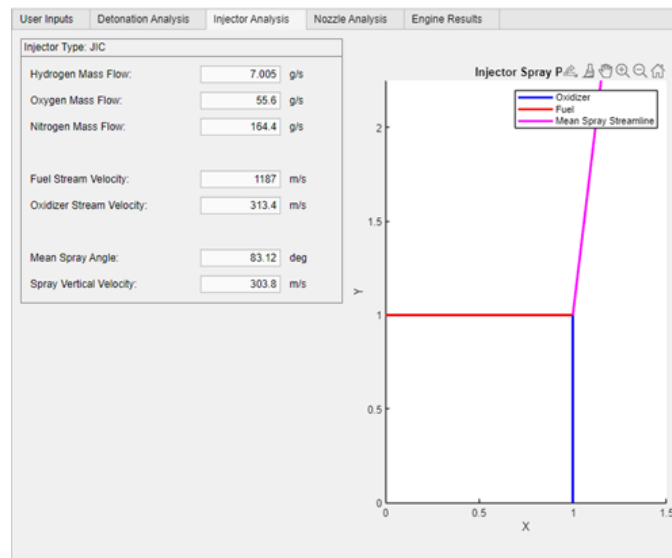 User Inputs Detonation Analysis Injector Analysis Nozzle Analysis Engine Results
Injector Type: JIC
Hydrogen Mass Flow: 7.005 g/s
Oxygen Mass Flow: 55.6 g/s
Nitrogen Mass Flow: 164.4 g/s
Fuel Stream Velocity: 1187 m/s
Oxidizer Stream Velocity: 313.4 m/s
Mean Spray Angle: 83.12 deg
Spray Vertical Velocity: 303.8 m/s
Injector Spray P
Oxidizer
Fuel
Mean Spray Streamline
2
1.5
1
0.5
0
Y
0 0.5 1 1.5
X